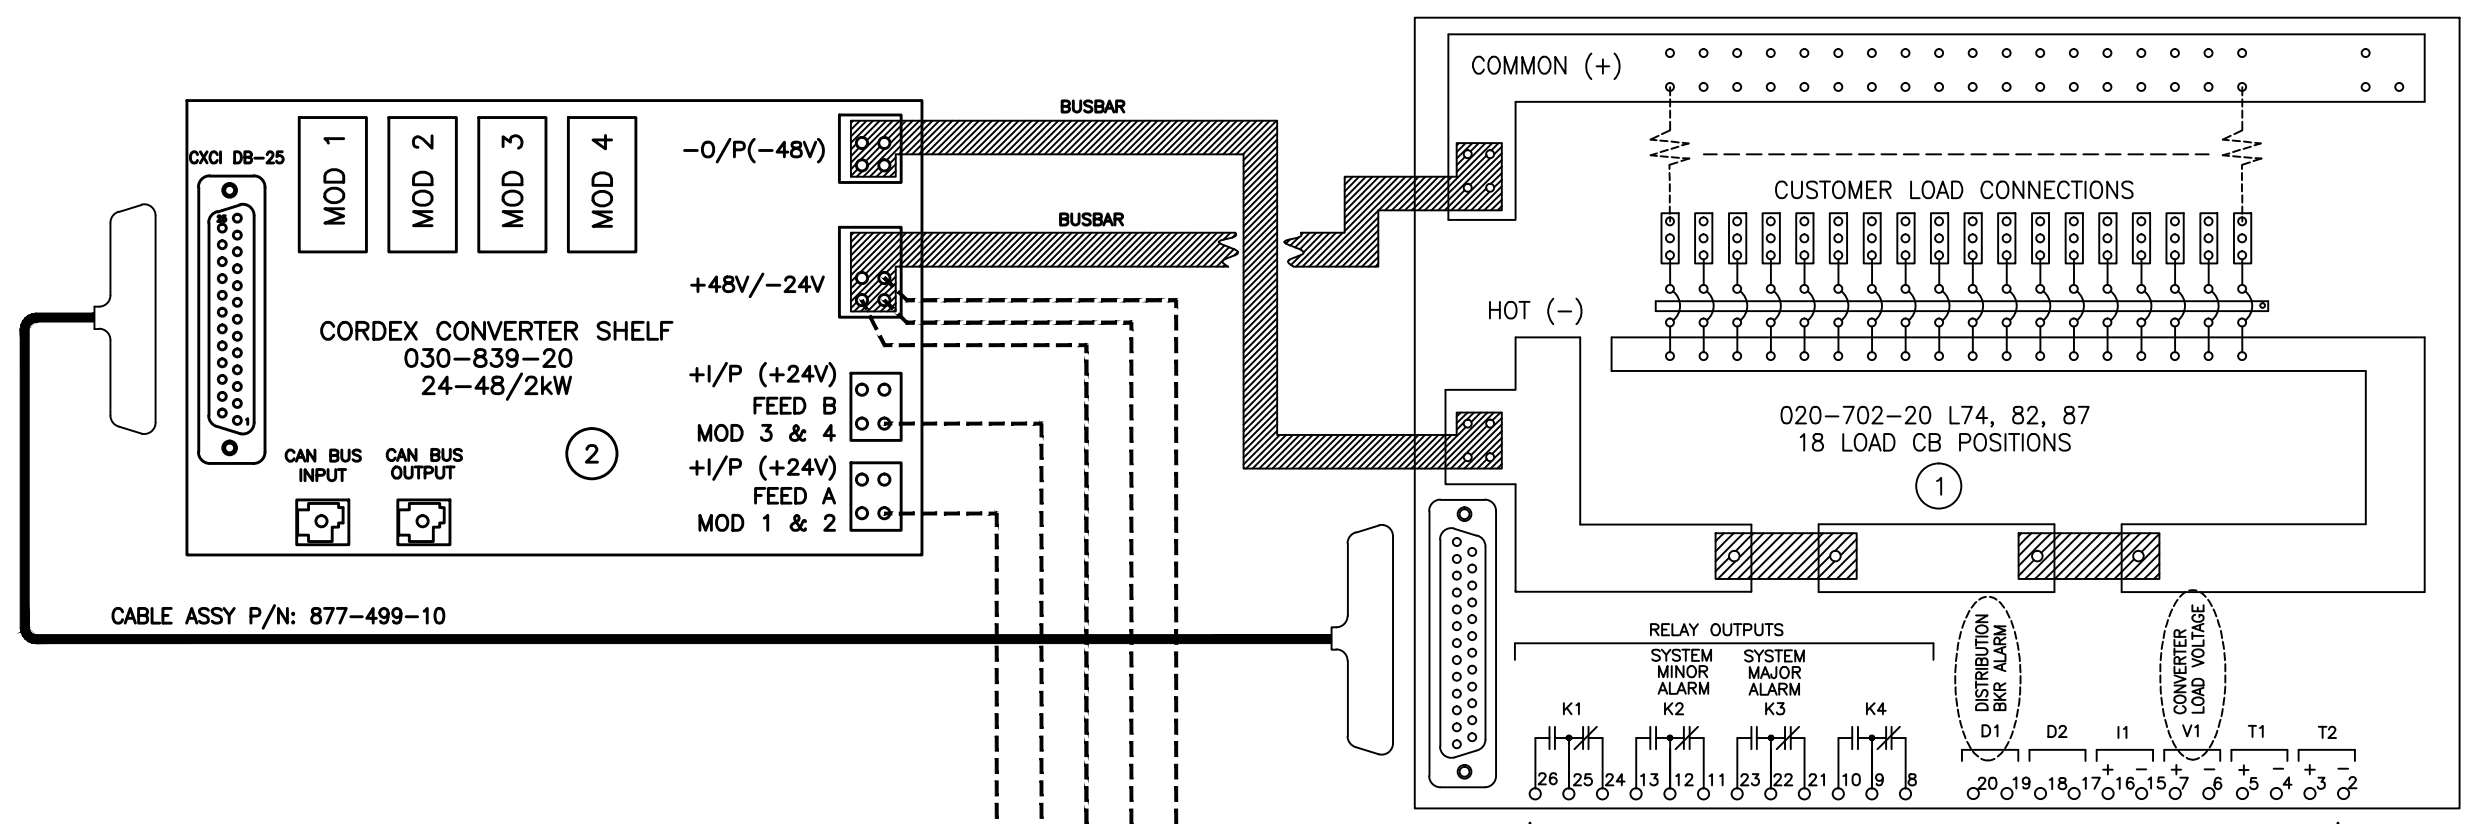 CXCI DB-25
MOD 1
MOD 2
MOD 3
MOD 4
-O/P(-48V)
+48V/-24V
CORDEX CONVERTER SHELF
030-839-20
24-48/2kW
+I/P (+24V)
FEED B
MOD 3 & 4
+I/P (+24V)
FEED A
MOD 1 & 2
CAN BUS
INPUT
CAN BUS
OUTPUT
2
25
1
CABLE ASSY P/N: 877-499-10
BUSBAR
BUSBAR
COMMON (+)
CUSTOMER LOAD CONNECTIONS
HOT (-)
020-702-20 L74, 82, 87
18 LOAD CB POSITIONS
1
RELAY OUTPUTS
SYSTEM
MINOR
ALARM
SYSTEM
MAJOR
ALARM
K1
K2
K3
K4
DISTRIBUTION
BKR ALARM
CONVERTER
LOAD VOLTAGE
D1
D2
I1
V1
T1
T2
+ - + - + - + -
26 25 24 13 12 11 23 22 21 10 9 8 20 19 18 17 16 15 7 6 5 4 3 2